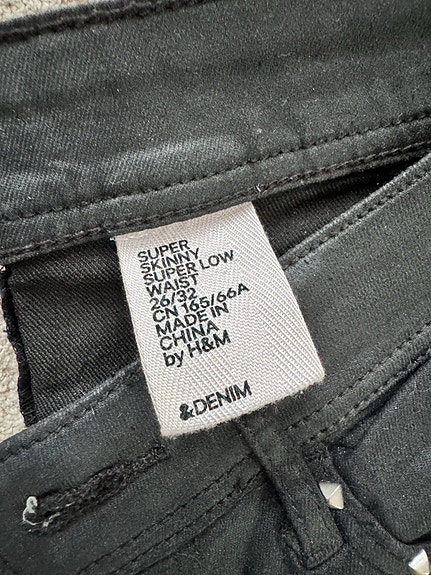 SUPER
SKINNY
SUPER LOW
WAIST
26/32
CN 165/66A
MADE IN
CHINA
by H&M
&DENIM